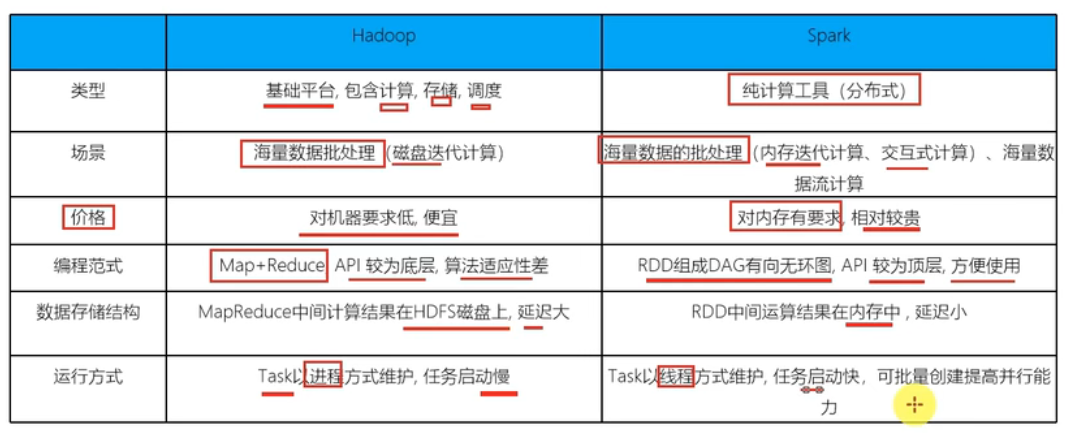 Hadoop Spark
类型 基础平台, 包含计算, 存储, 调度 纯计算工具（分布式）
场景 海量数据批处理（磁盘迭代计算） 海量数据的批处理（内存迭代计算、交互式计算）、海量数
据流计算
价格 对机器要求低, 便宜 对内存有要求, 相对较贵
编程范式 Map+Reduce, API 较为底层, 算法适应性差 RDD组成DAG有向无环图, API 较为顶层, 方便使用
数据存储结构 MapReduce中间计算结果在HDFS磁盘上, 延迟大 RDD中间运算结果在内存中 , 延迟小
运行方式 Task以进程方式维护, 任务启动慢 Task以线程方式维护, 任务启动快，可批量创建提高并行能
力